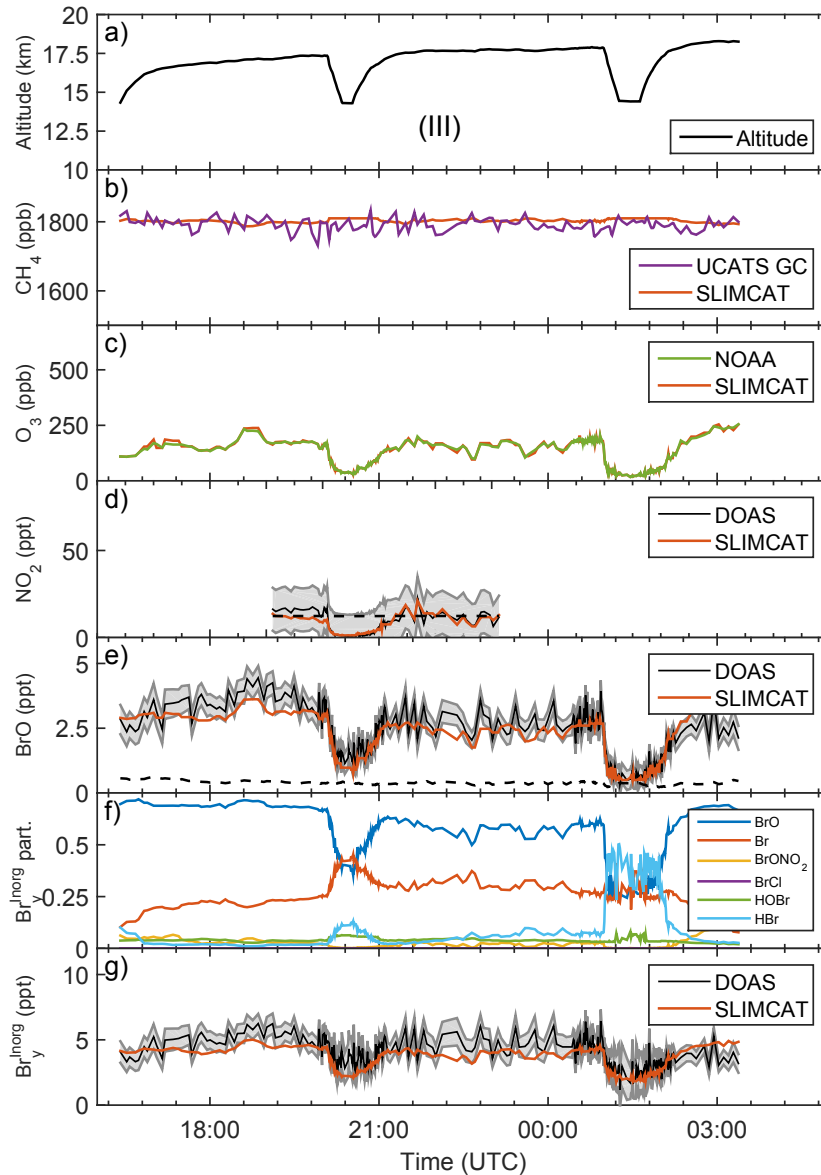 a)
20
17.5
15
12.5
10
Altitude (km)
(III)
Altitude
b)
1800
1600
CH4 (ppb)
UCATS GC
SLIMCAT
c)
500
250
0
O3 (ppb)
NOAA
SLIMCAT
d)
50
0
NO2 (ppt)
DOAS
SLIMCAT
e)
5
2.5
0
BrO (ppt)
DOAS
SLIMCAT
f)
0.5
0.25
0
Br_y^Inorg part.
BrO
Br
BrONO2
BrCl
HOBr
HBr
g)
10
5
0
Br_y^Inorg (ppt)
DOAS
SLIMCAT
18:00 21:00 00:00 03:00
Time (UTC)